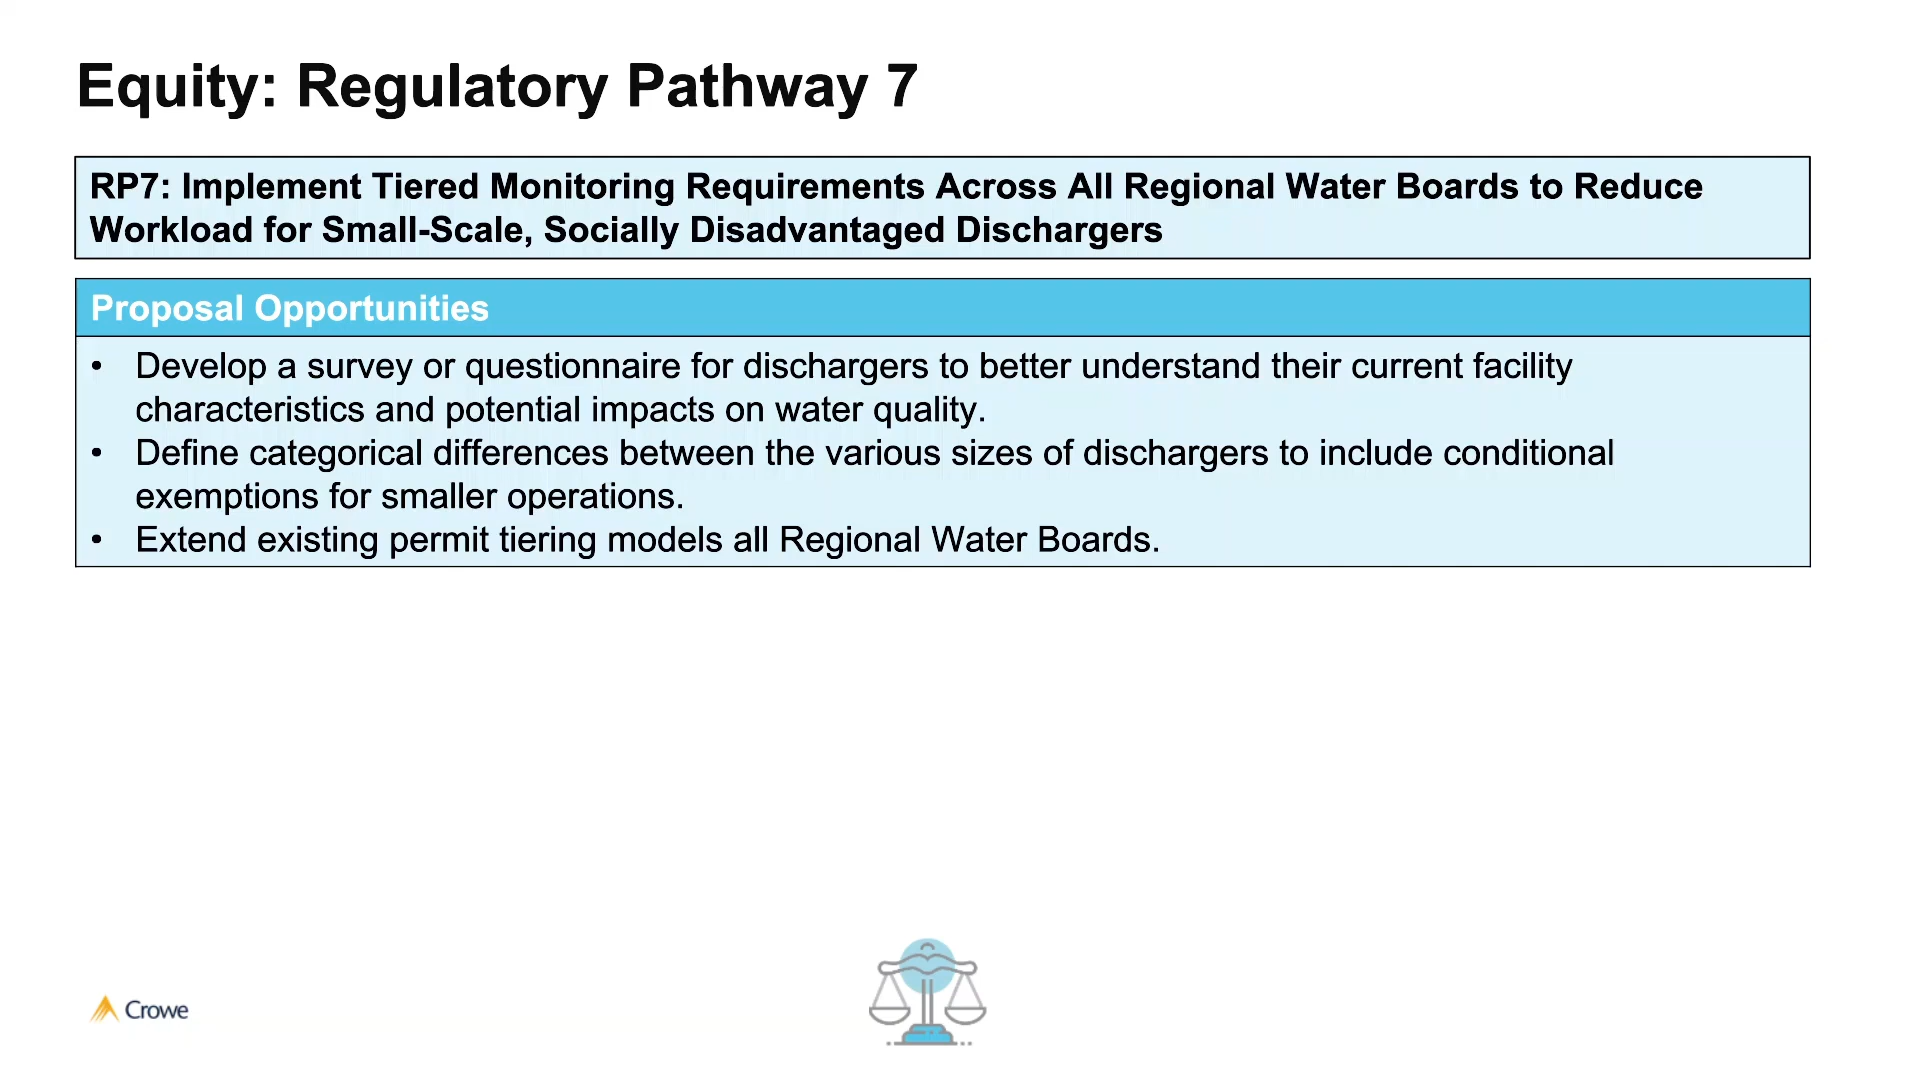 Equity: Regulatory Pathway 7
RP7: Implement Tiered Monitoring Requirements Across All Regional Water Boards to Reduce
Workload for Small-Scale, Socially Disadvantaged Dischargers
Proposal Opportunities
• Develop a survey or questionnaire for dischargers to better understand their current facility
characteristics and potential impacts on water quality.
• Define categorical differences between the various sizes of dischargers to include conditional
exemptions for smaller operations.
• Extend existing permit tiering models all Regional Water Boards.
Crowe